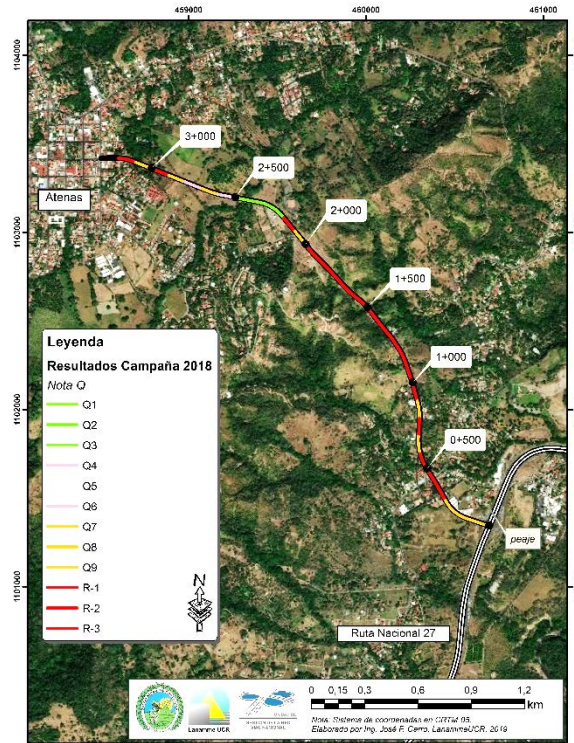 459000
460000
461000
1104000
1103000
1102000
1101000
3+000
2+500
Atenas
2+000
1+500
1+000
0+500
peaje
Ruta Nacional 27
Leyenda
Resultados Campaña 2018
Nota Q
Q1
Q2
Q3
Q4
Q5
Q6
Q7
Q8
Q9
R-1
R-2
R-3
N
Lanamme UCR
0 0,15 0,3 0,6 0,9 1,2
km
Nota: Sistema de coordenadas en CRTM 05.
Elaborado por Ing. José F. Garro. LanammeUCR. 2019